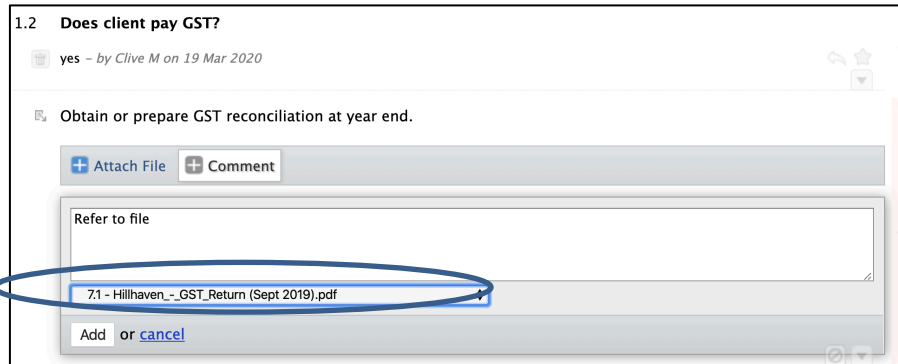 1.2 Does client pay GST?
yes – by Clive M on 19 Mar 2020
Obtain or prepare GST reconciliation at year end.
Attach File Comment
Refer to file
7.1 - Hillhaven_-_GST_Return (Sept 2019).pdf
Add or cancel